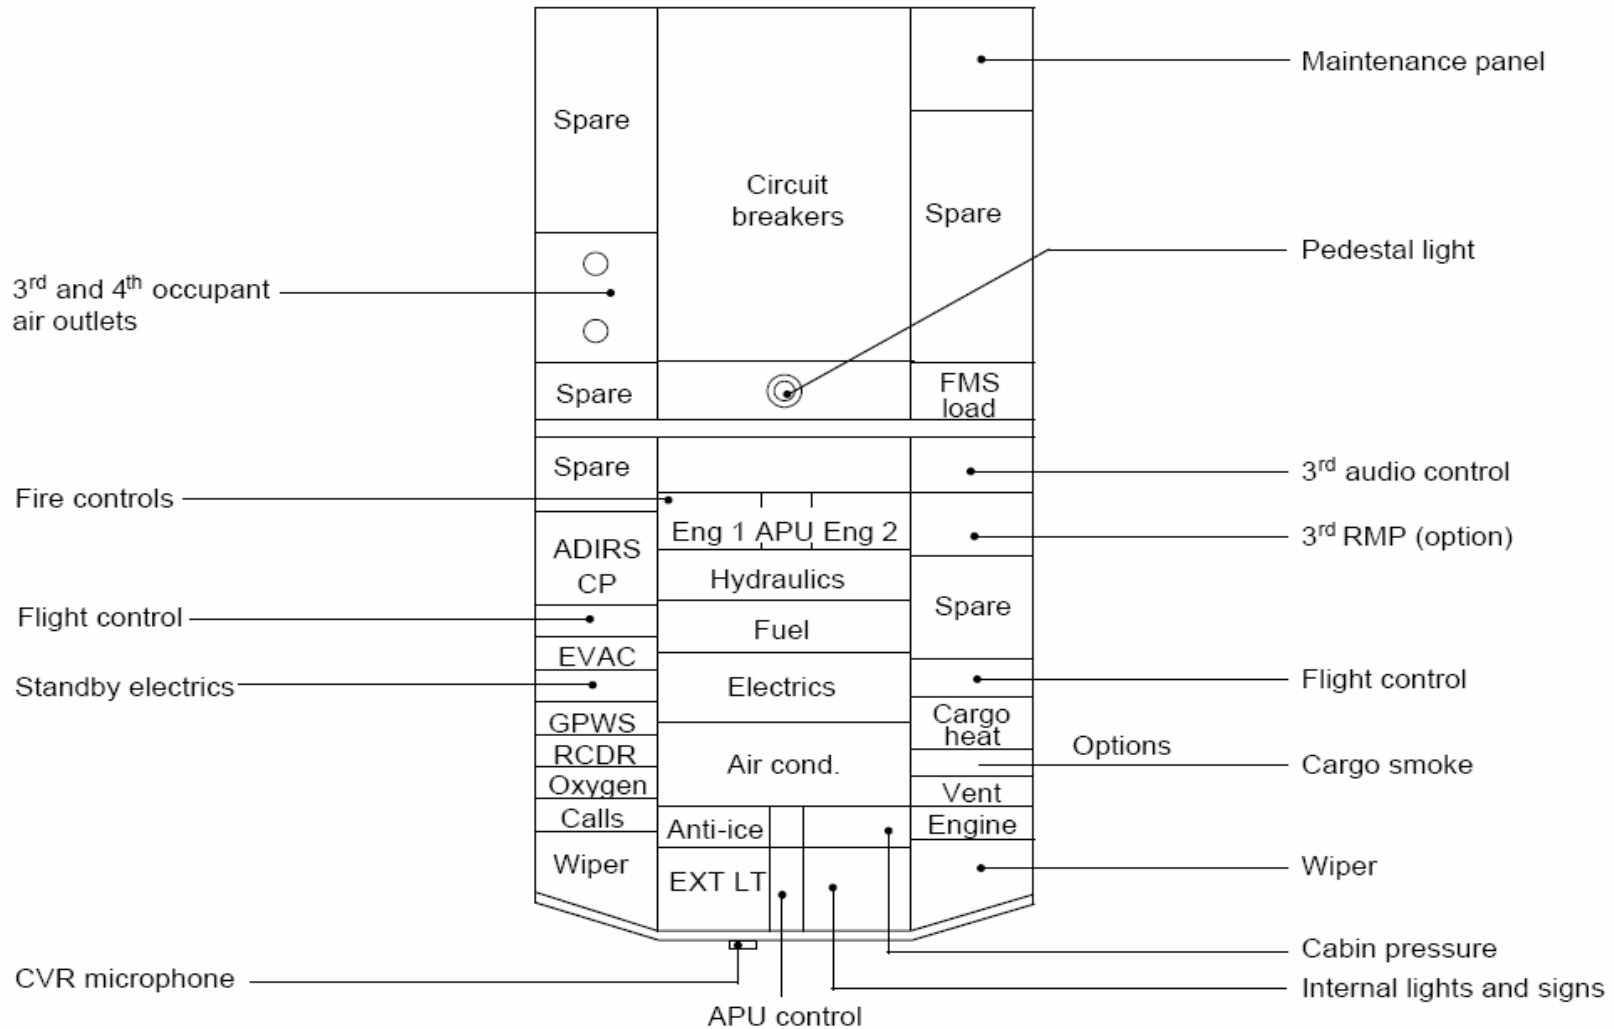 Maintenance panel
Spare
Circuit
breakers
Spare
Pedestal light
3rd and 4th occupant
air outlets
Spare
FMS
load
Spare
3rd audio control
Fire controls
Eng 1 APU Eng 2
3rd RMP (option)
ADIRS
CP
Hydraulics
Spare
Flight control
Fuel
EVAC
Standby electrics
Electrics
Flight control
GPWS
Cargo
heat
RCDR
Air cond.
Options
Cargo smoke
Oxygen
Vent
Calls
Anti-ice
Engine
Wiper
EXT LT
Wiper
Cabin pressure
CVR microphone
Internal lights and signs
APU control